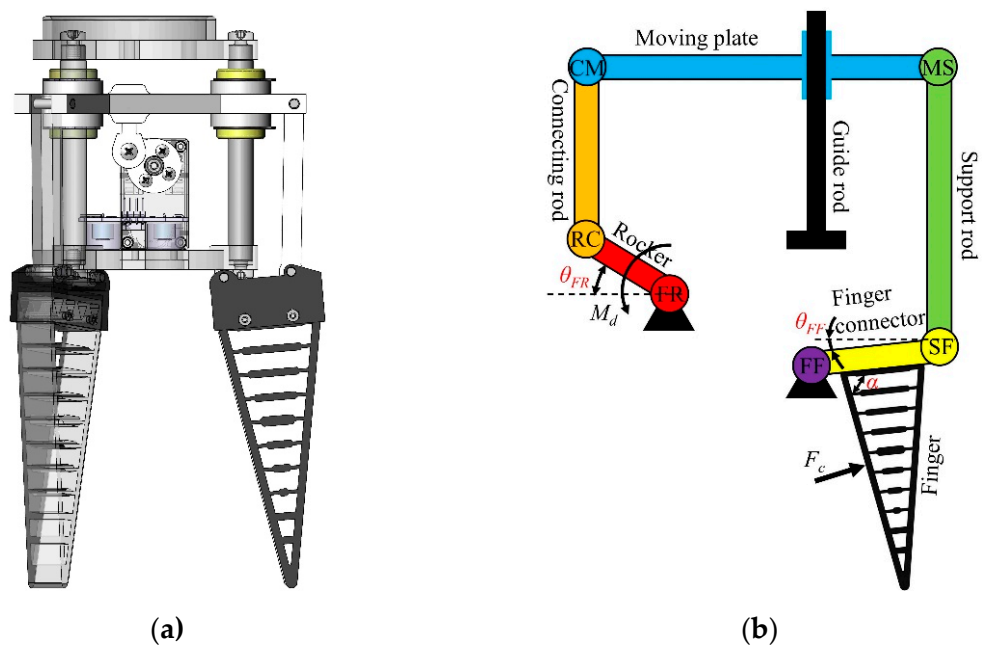 Moving plate
CM
MS
Connecting rod
Guide rod
Support rod
RC
Rocker
θFR
FR
Md
Finger
connector
θFF
SF
FF
α
Fc
Finger
(a)
(b)